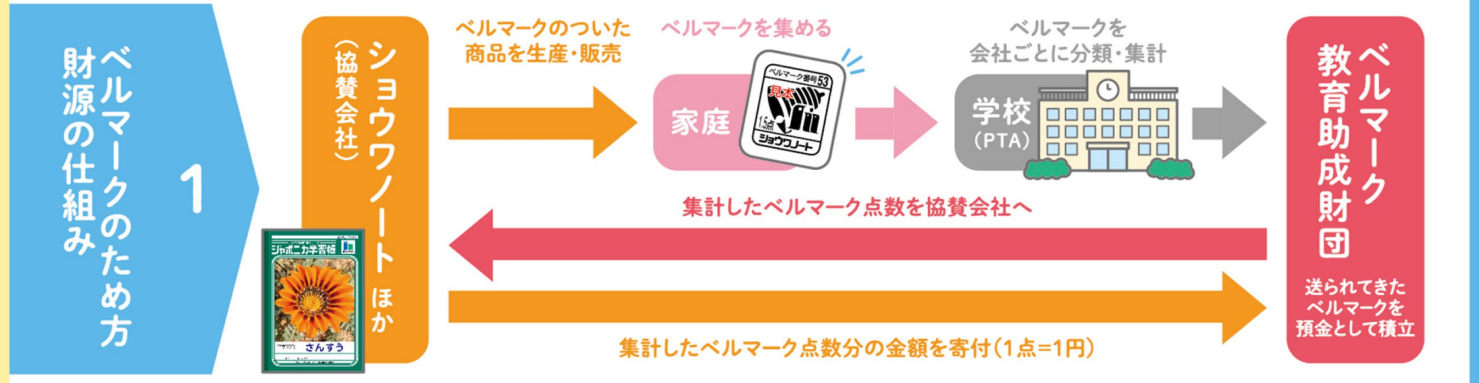 ベルマークのため方
財源の仕組み
1
ショウワノート ほか
(協賛会社)
ジャポニカ学習帳
さんすう
ベルマークのついた
商品を生産・販売
ベルマークを集める
家庭
ベルマーク番号53
見本
1.5点
ショウワノート
ベルマークを
会社ごとに分類・集計
学校
(PTA)
集計したベルマーク点数を協賛会社へ
集計したベルマーク点数分の金額を寄付(1点=1円)
ベルマーク
教育助成財団
送られてきた
ベルマークを
預金として積立